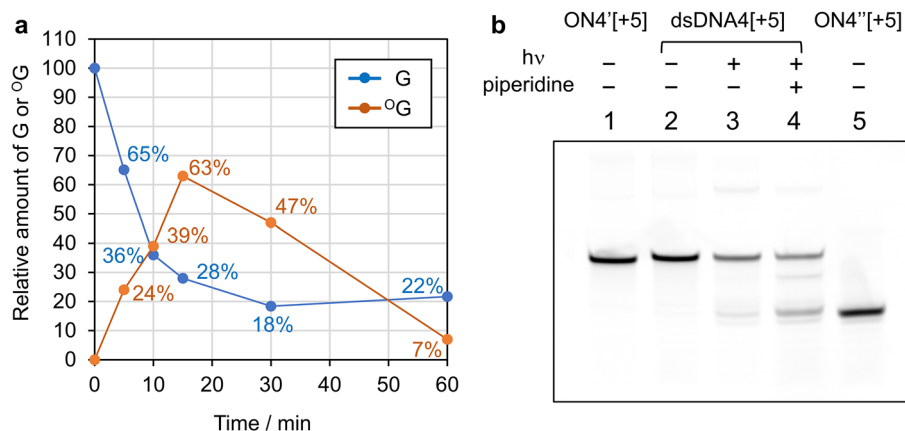 a
110
100
90
80
70
60
50
40
30
20
10
0
0 10 20 30 40 50 60
Relative amount of G or ᴼG
Time / min
G
ᴼG
65%
36%
28%
18%
22%
24%
39%
63%
47%
7%
b
ON4'[+5] dsDNA4[+5] ON4''[+5]
hν – – + + –
piperidine – – – + –
1 2 3 4 5